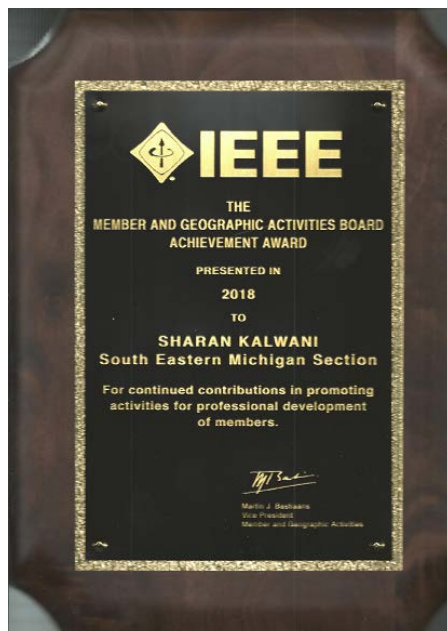 IEEE
THE
MEMBER AND GEOGRAPHIC ACTIVITIES BOARD
ACHIEVEMENT AWARD
PRESENTED IN
2018
TO
SHARAN KALWANI
South Eastern Michigan Section
For continued contributions in promoting
activities for professional development
of members.
Martin J. Bastiaans
Vice President
Member and Geographic Activities